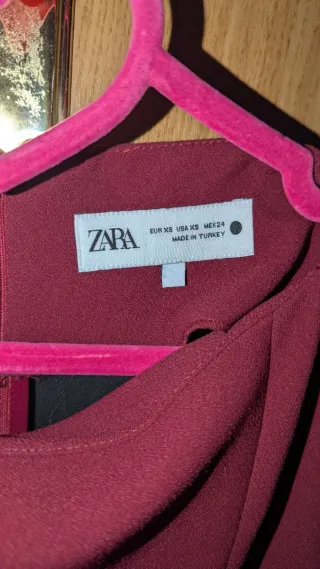 ZARA
EUR XS USA XS MEX 24
MADE IN TURKEY